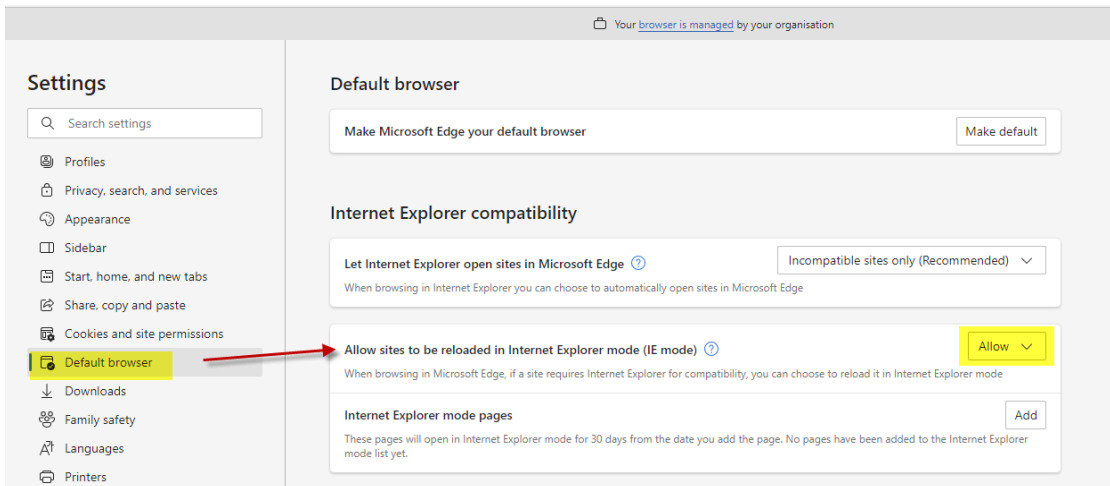 Your browser is managed by your organisation
Settings
Search settings
Profiles
Privacy, search, and services
Appearance
Sidebar
Start, home, and new tabs
Share, copy and paste
Cookies and site permissions
Default browser
Downloads
Family safety
Languages
Printers
Default browser
Make Microsoft Edge your default browser
Make default
Internet Explorer compatibility
Let Internet Explorer open sites in Microsoft Edge
Incompatible sites only (Recommended)
When browsing in Internet Explorer you can choose to automatically open sites in Microsoft Edge
Allow sites to be reloaded in Internet Explorer mode (IE mode)
Allow
When browsing in Microsoft Edge, if a site requires Internet Explorer for compatibility, you can choose to reload it in Internet Explorer mode
Internet Explorer mode pages
Add
These pages will open in Internet Explorer mode for 30 days from the date you add the page. No pages have been added to the Internet Explorer
mode list yet.